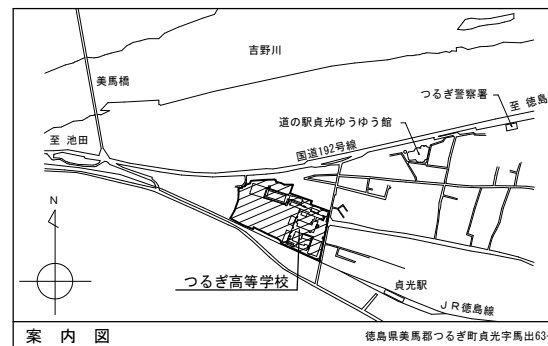 吉野川
美馬橋
つるぎ警察署
至 徳島
道の駅貞光ゆうゆう館
至 池田
国道192号線
N
つるぎ高等学校
貞光駅
JR徳島線
案内図
徳島県美馬郡つるぎ町貞光字馬出63-